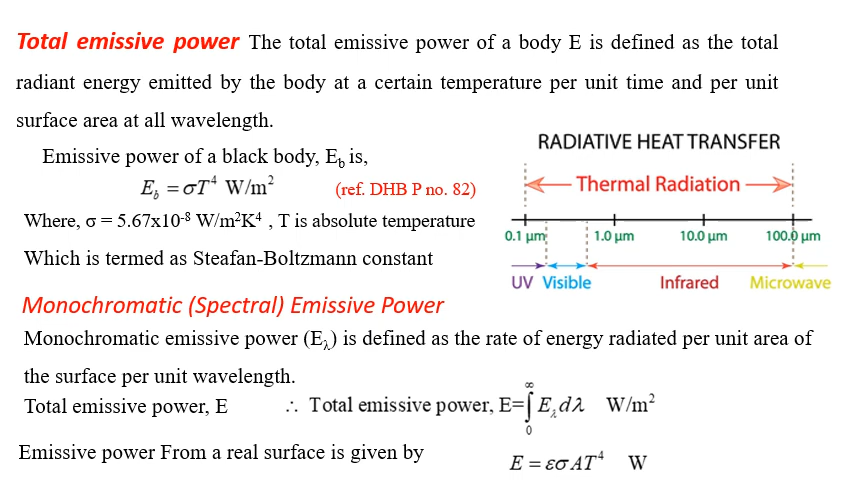 Total emissive power The total emissive power of a body E is defined as the total
radiant energy emitted by the body at a certain temperature per unit time and per unit
surface area at all wavelength.
Emissive power of a black body, E_b is,
E_b = σT⁴ W/m²
(ref. DHB P no. 82)
Where, σ = 5.67x10⁻⁸ W/m²K⁴ , T is absolute temperature
Which is termed as Steafan-Boltzmann constant
RADIATIVE HEAT TRANSFER
Thermal Radiation
0.1 µm 1.0 µm 10.0 µm 100.0 µm
UV Visible Infrared Microwave
Monochromatic (Spectral) Emissive Power
Monochromatic emissive power (E_λ) is defined as the rate of energy radiated per unit area of
the surface per unit wavelength.
Total emissive power, E ∴ Total emissive power, E=∫₀^∞ E_λ dλ W/m²
Emissive power From a real surface is given by E = εσAT⁴ W